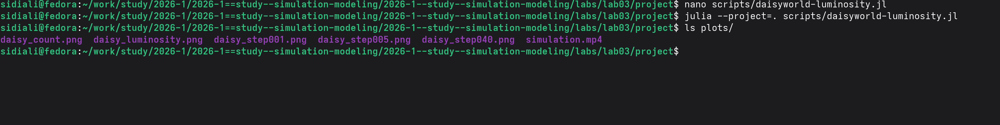 sidiali@fedora:~/work/study/2026-1/2026-1==study--simulation-modeling/2026-1--study--simulation-modeling/labs/lab03/project$ nano scripts/daisyworld-luminosity.jl
sidiali@fedora:~/work/study/2026-1/2026-1==study--simulation-modeling/2026-1--study--simulation-modeling/labs/lab03/project$ julia --project=. scripts/daisyworld-luminosity.jl
sidiali@fedora:~/work/study/2026-1/2026-1==study--simulation-modeling/2026-1--study--simulation-modeling/labs/lab03/project$ ls plots/
daisy_count.png  daisy_luminosity.png  daisy_step001.png  daisy_step005.png  daisy_step040.png  simulation.mp4
sidiali@fedora:~/work/study/2026-1/2026-1==study--simulation-modeling/2026-1--study--simulation-modeling/labs/lab03/project$